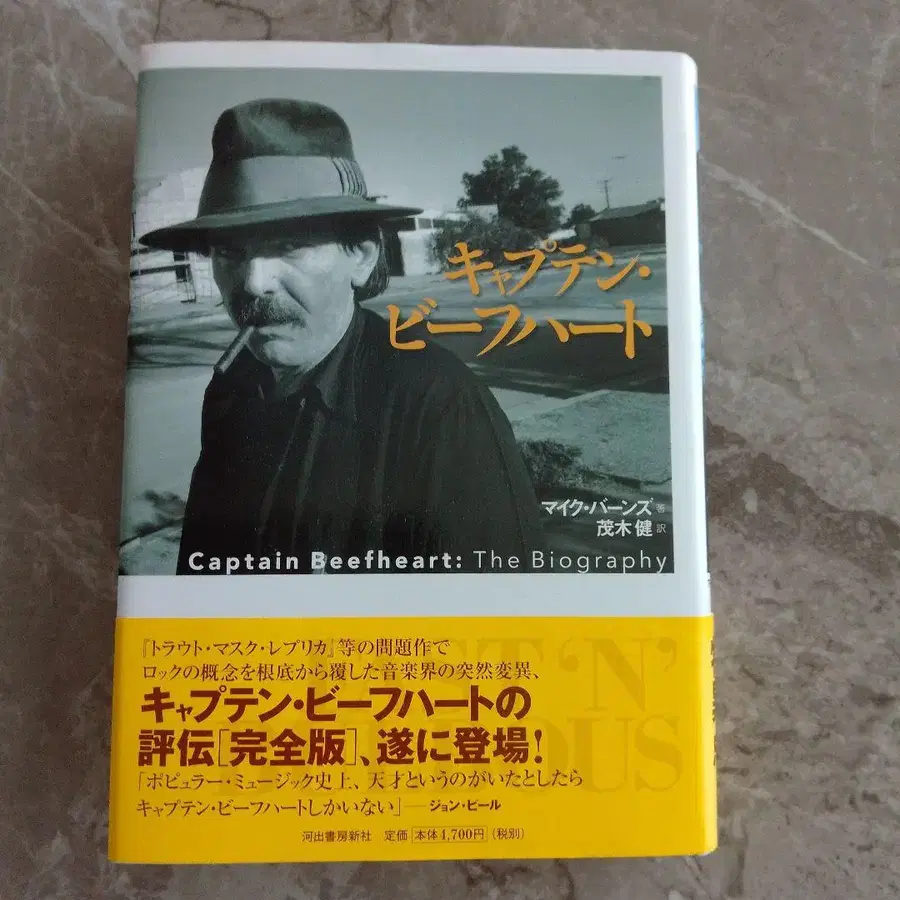 キャプテン・
ビーフハート
マイク・バーンズ 著
茂木 健 訳
Captain Beefheart: The Biography
『トラウト・マスク・レプリカ』等の問題作で
ロックの概念を根底から覆した音楽界の突然変異、
キャプテン・ビーフハートの
評伝［完全版］、遂に登場！
「ポピュラー・ミュージック史上、天才というのがいたとしたら
キャプテン・ビーフハートしかいない」——ジョン・ピール
河出書房新社 定価 本体4,700円（税別）